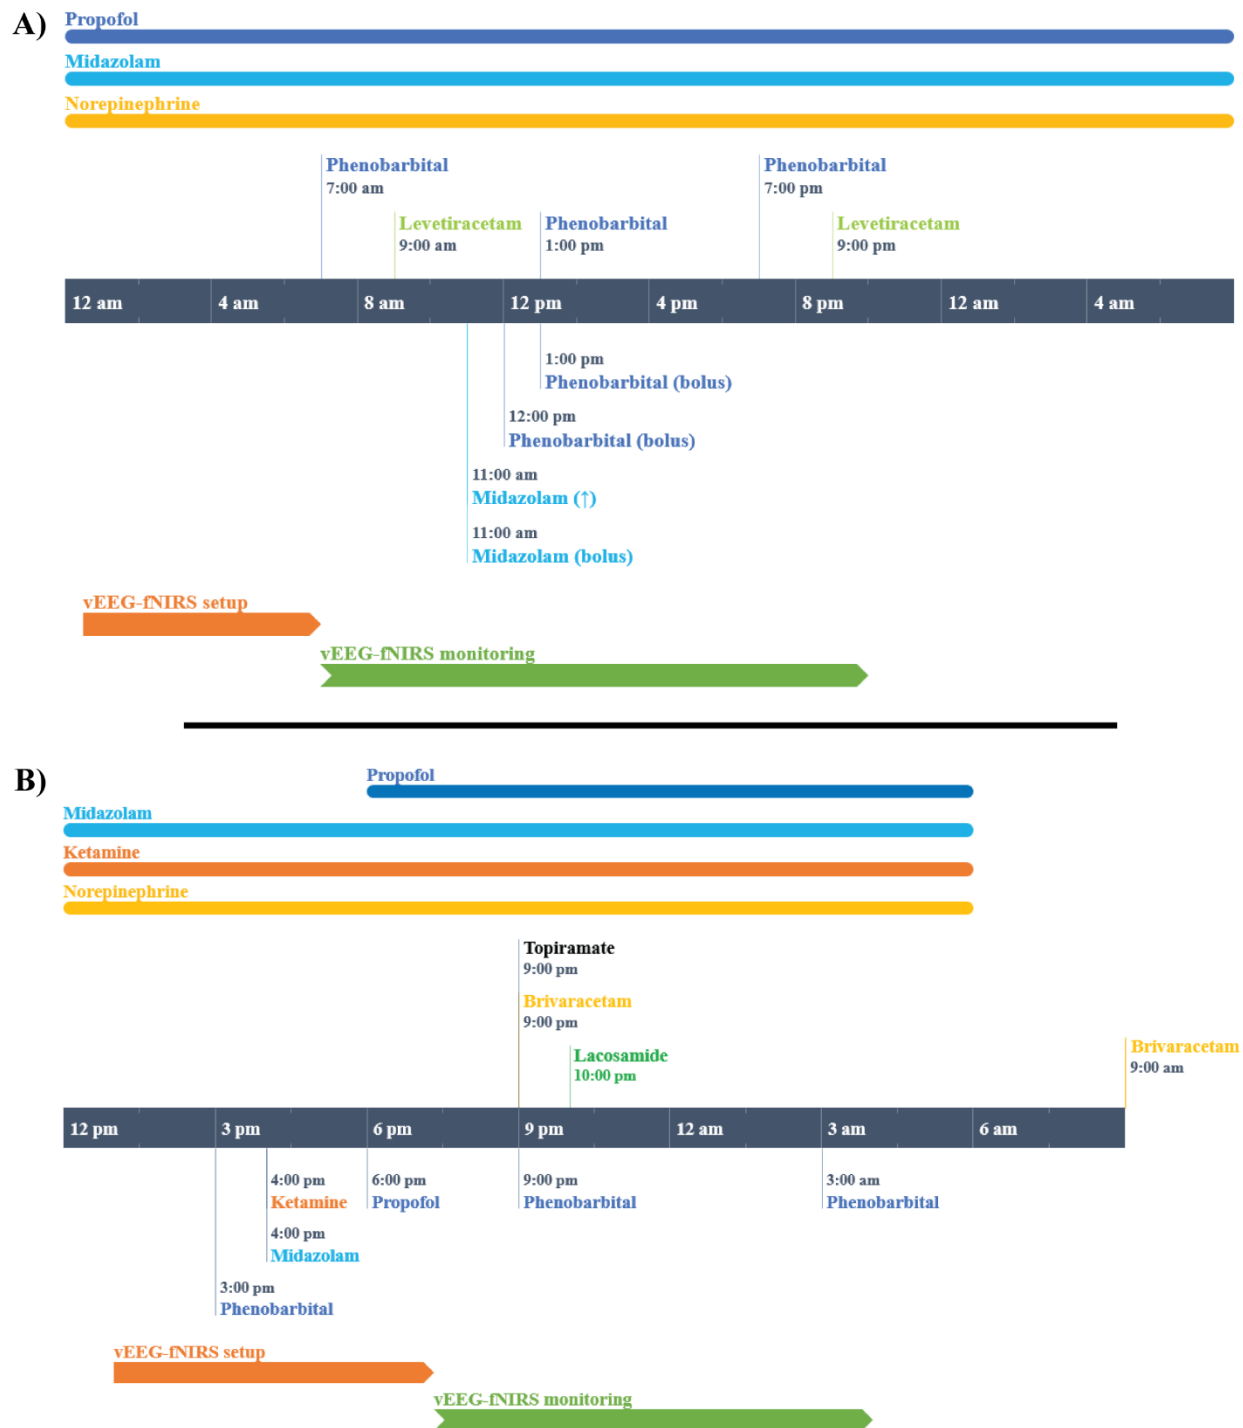 A)
Propofol
Midazolam
Norepinephrine
Phenobarbital
7:00 am
Phenobarbital
7:00 pm
Levetiracetam
9:00 am
Phenobarbital
1:00 pm
Levetiracetam
9:00 pm
12 am 4 am 8 am 12 pm 4 pm 8 pm 12 am 4 am
1:00 pm
Phenobarbital (bolus)
12:00 pm
Phenobarbital (bolus)
11:00 am
Midazolam (↑)
11:00 am
Midazolam (bolus)
vEEG-fNIRS setup
vEEG-fNIRS monitoring
B)
Propofol
Midazolam
Ketamine
Norepinephrine
Topiramate
9:00 pm
Brivaracetam
9:00 pm
Lacosamide
10:00 pm
Brivaracetam
9:00 am
12 pm 3 pm 6 pm 9 pm 12 am 3 am 6 am
4:00 pm
Ketamine
6:00 pm
Propofol
9:00 pm
Phenobarbital
3:00 am
Phenobarbital
4:00 pm
Midazolam
3:00 pm
Phenobarbital
vEEG-fNIRS setup
vEEG-fNIRS monitoring